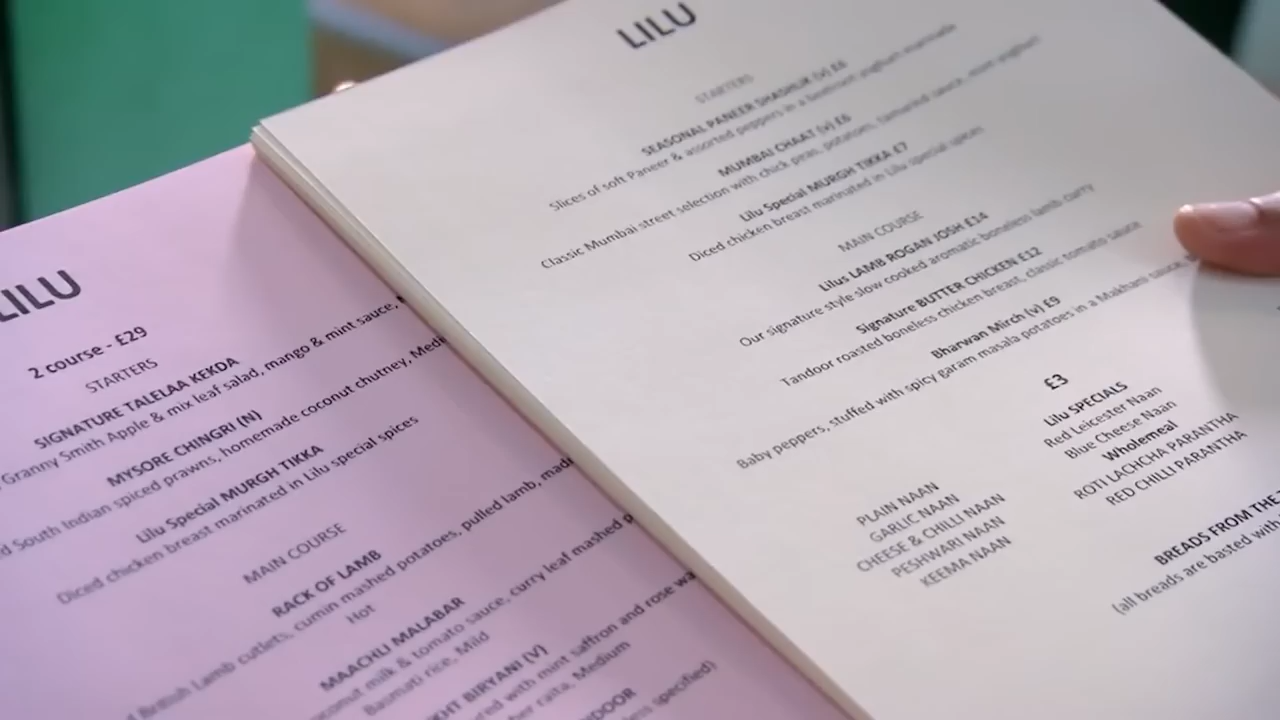 LILU
2 course - £29
STARTERS
SIGNATURE TALELAA KEKDA
Granny Smith Apple & mix leaf salad, mango & mint sauce,
MYSORE CHINGRI (N)
South Indian spiced prawns, homemade coconut chutney,
Lilu Special MURGH TIKKA
Diced chicken breast marinated in Lilu special spices
MAIN COURSE
RACK OF LAMB
British Lamb cutlets, cumin mashed potatoes, pulled lamb,
Hot
MAACHLI MALABAR
milk & tomato sauce, curry leaf mashed
Basmati rice, Mild
BIRYANI (V)
with mint saffron and rose
raita, Medium
specified)
LILU
STARTERS
SEASONAL PANEER SHASHLIK (v) £6
Slices of soft Paneer & assorted peppers in a yoghurt marinade
MUMBAI CHAAT (v) £6
Classic Mumbai street selection with chick peas, potatoes, tamarind sauce, mint yoghurt
Lilu Special MURGH TIKKA £7
Diced chicken breast marinated in Lilu special spices
MAIN COURSE
Lilus LAMB ROGAN JOSH £14
Our signature style slow cooked aromatic boneless lamb curry
Signature BUTTER CHICKEN £12
Tandoor roasted boneless chicken breast, classic tomato sauce
Bharwan Mirch (v) £9
Baby peppers, stuffed with spicy garam masala potatoes in a Makhani sauce,
£3
Lilu SPECIALS
Red Leicester Naan
Blue Cheese Naan
Wholemeal
ROTI LACHCHA PARANTHA
RED CHILLI PARANTHA
PLAIN NAAN
GARLIC NAAN
CHEESE & CHILLI NAAN
PESHWARI NAAN
KEEMA NAAN
BREADS FROM THE
(all breads are basted with